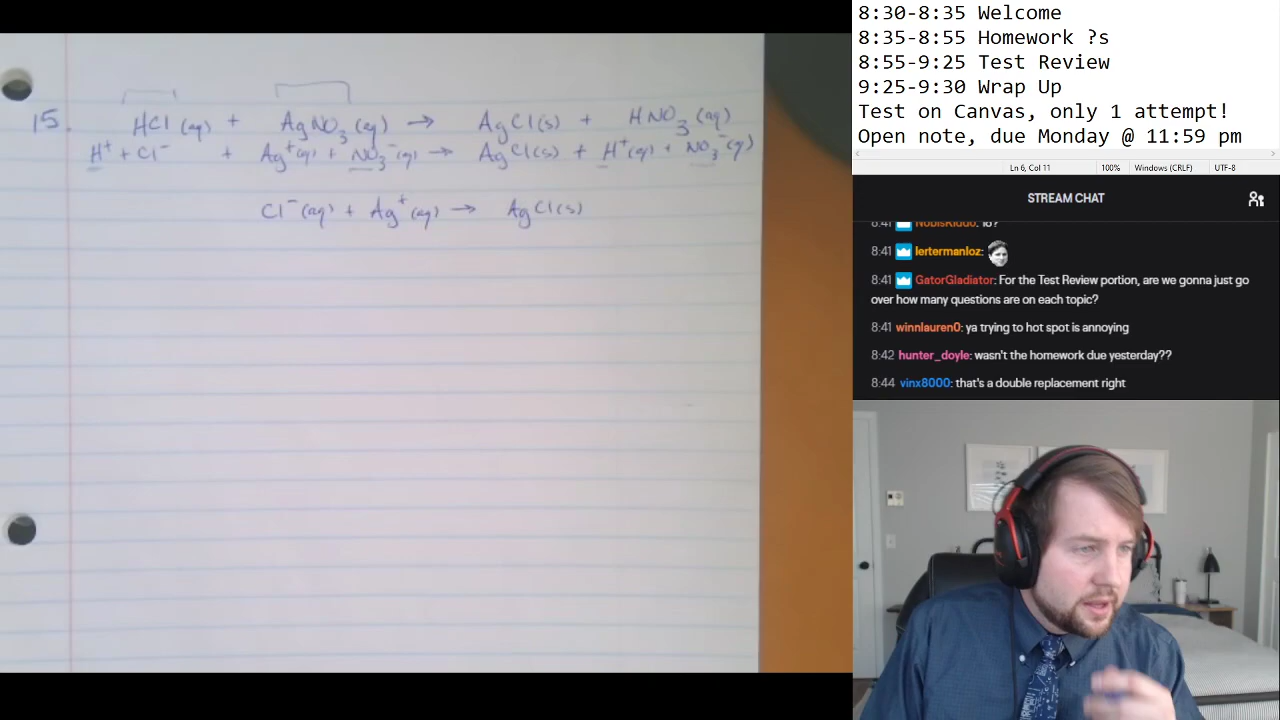 15. HCl (aq) + AgNO3 (aq) → AgCl(s) + HNO3 (aq)
H+ + Cl− + Ag+(aq) + NO3−(aq) → AgCl(s) + H+(aq) + NO3−(g)
Cl−(aq) + Ag+(aq) → AgCl(s)
8:30-8:35 Welcome
8:35-8:55 Homework ?s
8:55-9:25 Test Review
9:25-9:30 Wrap Up
Test on Canvas, only 1 attempt!
Open note, due Monday @ 11:59 pm
Ln 6, Col 11 100% Windows (CRLF) UTF-8
STREAM CHAT
8:41
8:41 lertermanloz:
8:41 GatorGladiator: For the Test Review portion, are we gonna just go
over how many questions are on each topic?
8:41 winnlauren0: ya trying to hot spot is annoying
8:42 hunter_doyle: wasn't the homework due yesterday??
8:44 vinx8000: that's a double replacement right